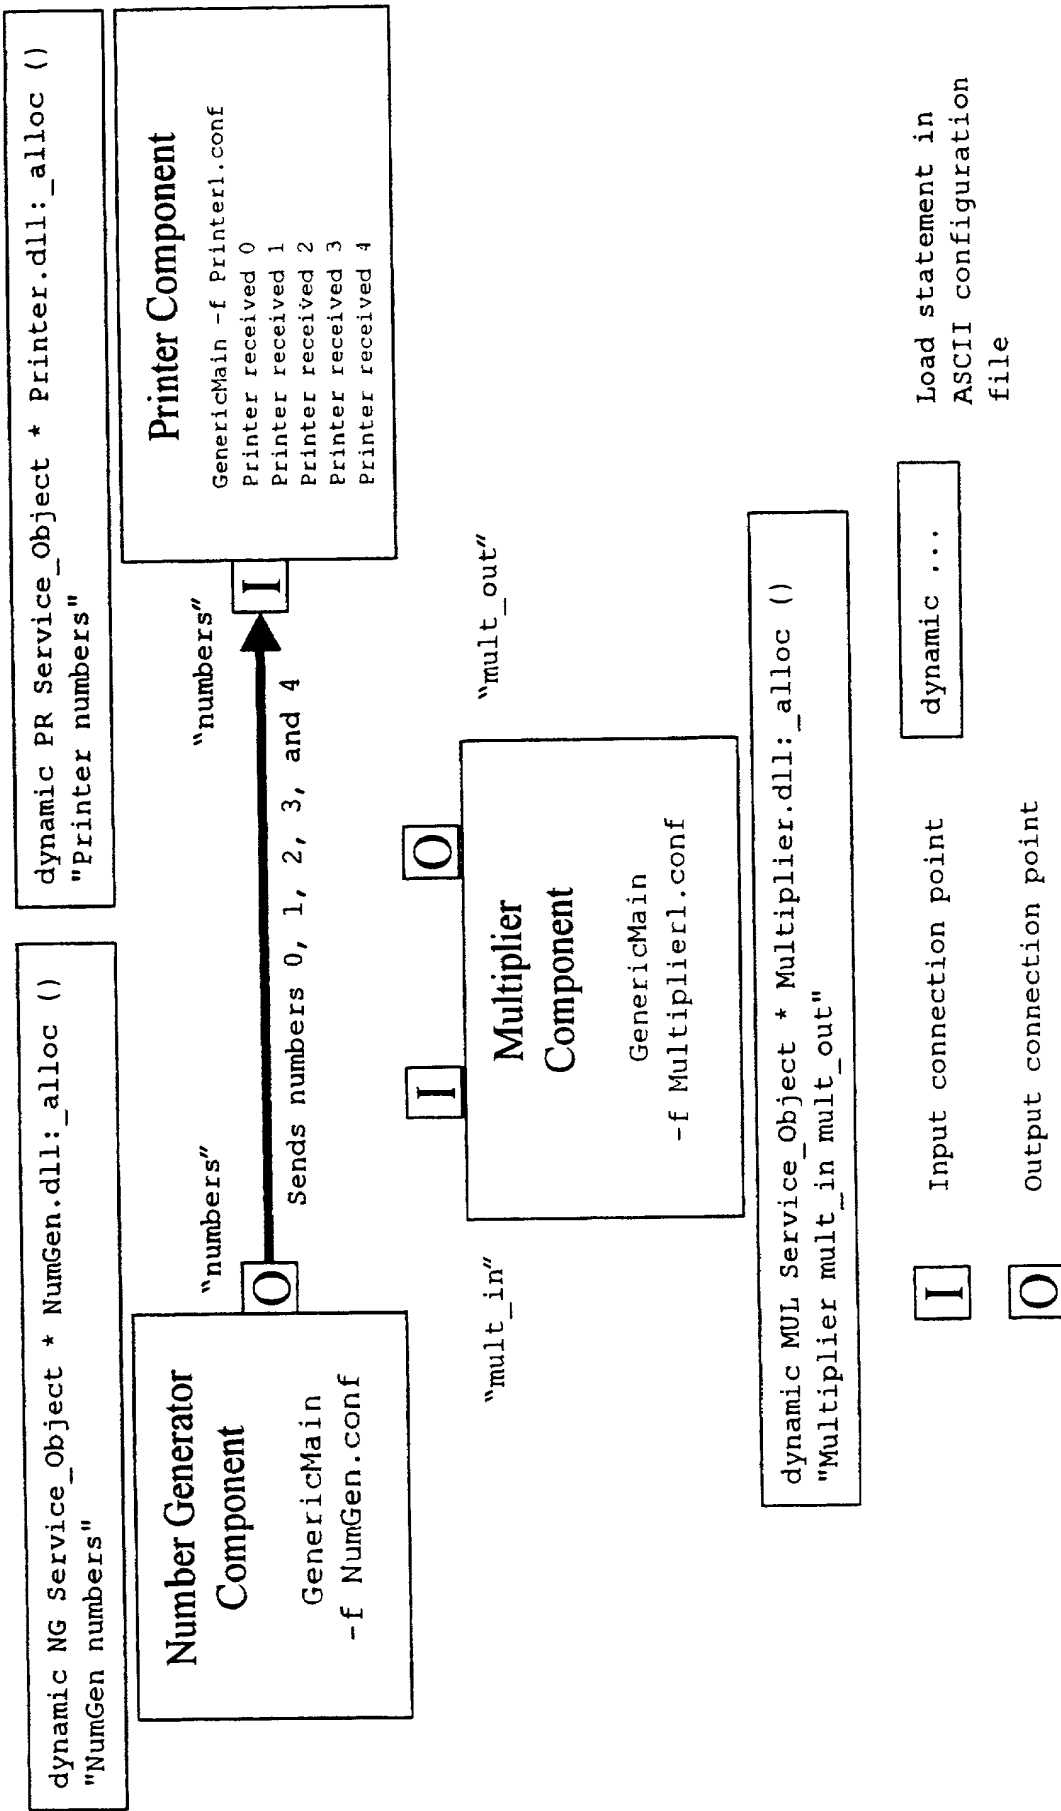 dynamic NG Service_Object * NumGen.dll:_alloc ()
"NumGen numbers"
dynamic PR Service_Object * Printer.dll:_alloc ()
"Printer numbers"
Number Generator
Component
GenericMain
-f NumGen.conf
"numbers"
O
Sends numbers 0, 1, 2, 3, and 4
"numbers"
I
Printer Component
GenericMain -f Printer1.conf
Printer received 0
Printer received 1
Printer received 2
Printer received 3
Printer received 4
"mult_in"
I
O
"mult_out"
Multiplier
Component
GenericMain
-f Multiplier1.conf
dynamic MUL Service_Object * Multiplier.dll:_alloc ()
"Multiplier mult_in mult_out"
I
Input connection point
O
Output connection point
dynamic ...
Load statement in
ASCII configuration
file